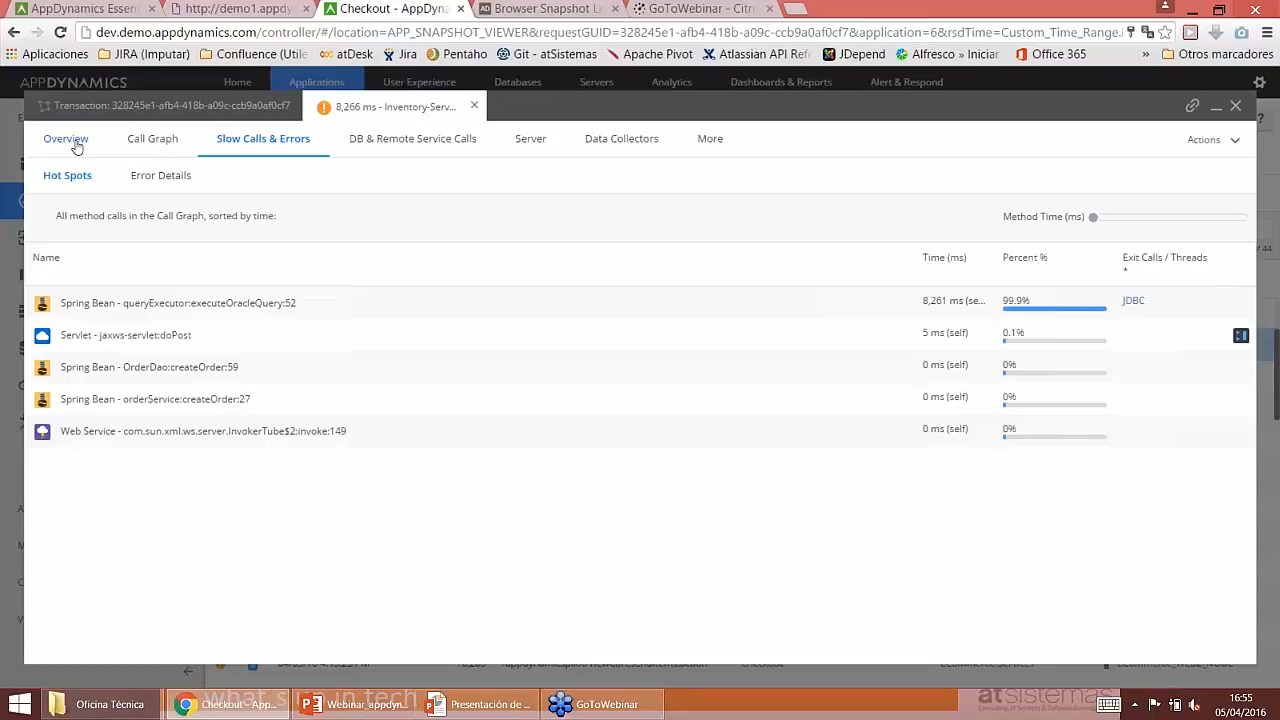 AppDynamics Essent
http://demo1.appdy
Checkout - AppDyna
Browser Snapshot Li
GoToWebinar - Citri
dev.demo.appdynamics.com/controller/#/location=APP_SNAPSHOT_VIEWER&requestGUID=328245e1-afb4-418b-a09c-ccb9a0af0cf7&application=6&rsdTime=Custom_Time_Range.
Aplicaciones JIRA (Imputar) Confluence (Utile atDesk Jira Pentaho Git - atSistemas Apache Pivot Atlassian API Refe JDepend Alfresco » Iniciar Office 365 » Otros marcadores
APPDYNAMICS Home Applications User Experience Databases Servers Analytics Dashboards & Reports Alert & Respond
Transaction: 328245e1-afb4-418b-a09c-ccb9a0af0cf7 8,266 ms - Inventory-Serv...
Overview Call Graph Slow Calls & Errors DB & Remote Service Calls Server Data Collectors More Actions
Hot Spots Error Details
All method calls in the Call Graph, sorted by time: Method Time (ms)
Name Time (ms) Percent % Exit Calls / Threads
*
Spring Bean - queryExecutor:executeOracleQuery:52 8,261 ms (se... 99.9% JDBC
Servlet - jaxws-servlet:doPost 5 ms (self) 0.1%
Spring Bean - OrderDao:createOrder:59 0 ms (self) 0%
Spring Bean - orderService:createOrder:27 0 ms (self) 0%
Web Service - com.sun.xml.ws.server.InvokerTube$2:invoke:149 0 ms (self) 0%
Oficina Técnica Checkout - App... Webinar_appdyn... Presentación de ... GoToWebinar
atsistemas
16:55
05/04/2016